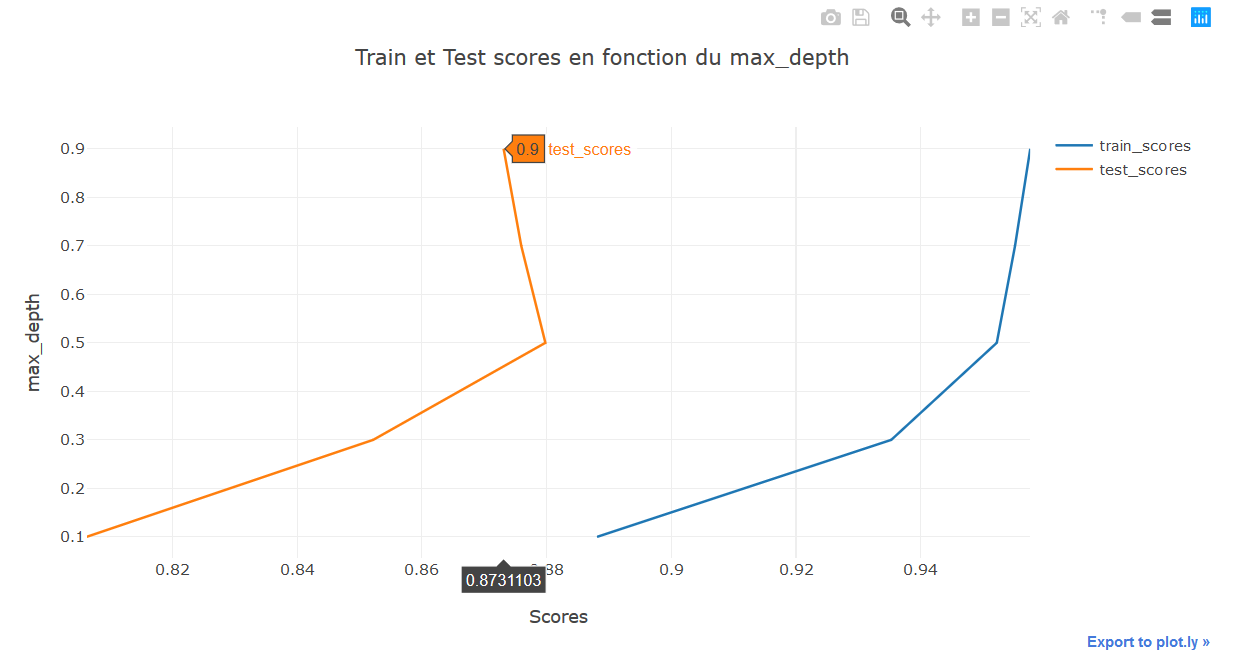 Train et Test scores en fonction du max_depth
0.9
0.8
0.7
0.6
0.5
0.4
0.3
0.2
0.1
max_depth
0.9 test_scores
train_scores
test_scores
0.82 0.84 0.86 88 0.9 0.92 0.94
0.8731103
Scores
Export to plot.ly »